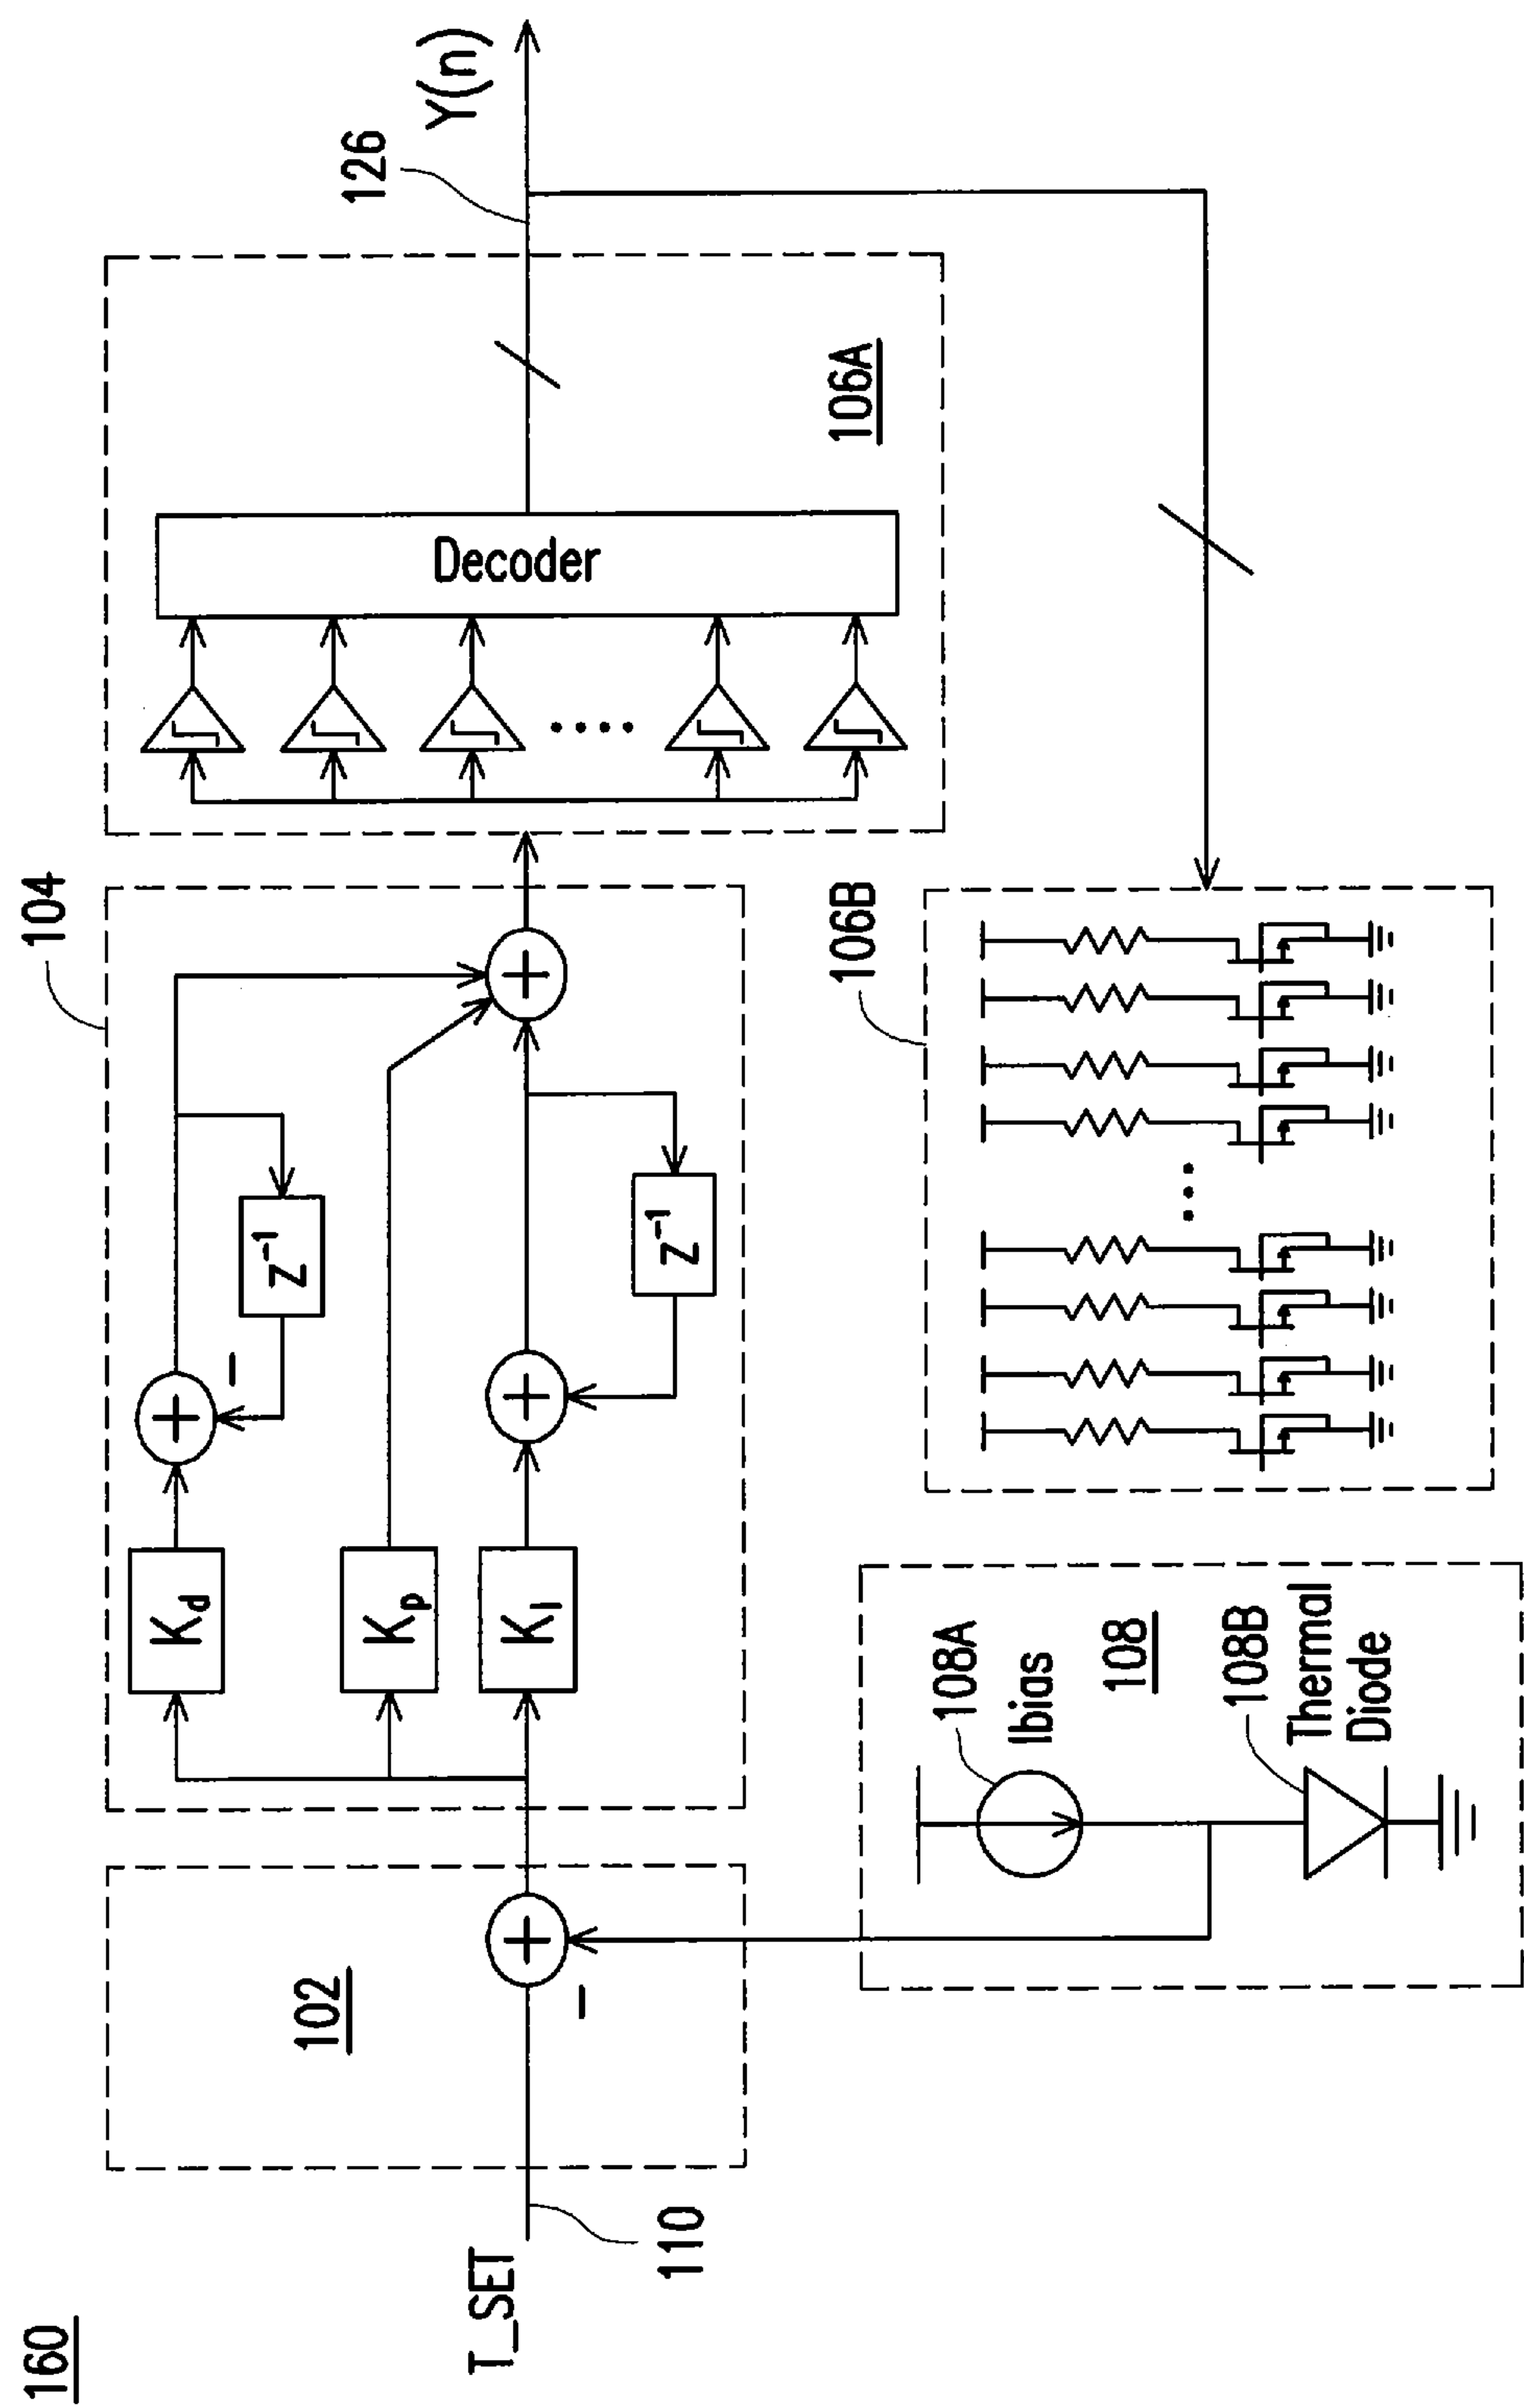 160
T_SET
110
102
104
K_d
K_p
K_I
+
+
+
+
−
−
Z⁻¹
Z⁻¹
Decoder
106A
126
Y(n)
106B
108A
Ibias
108
108B
Thermal
Diode